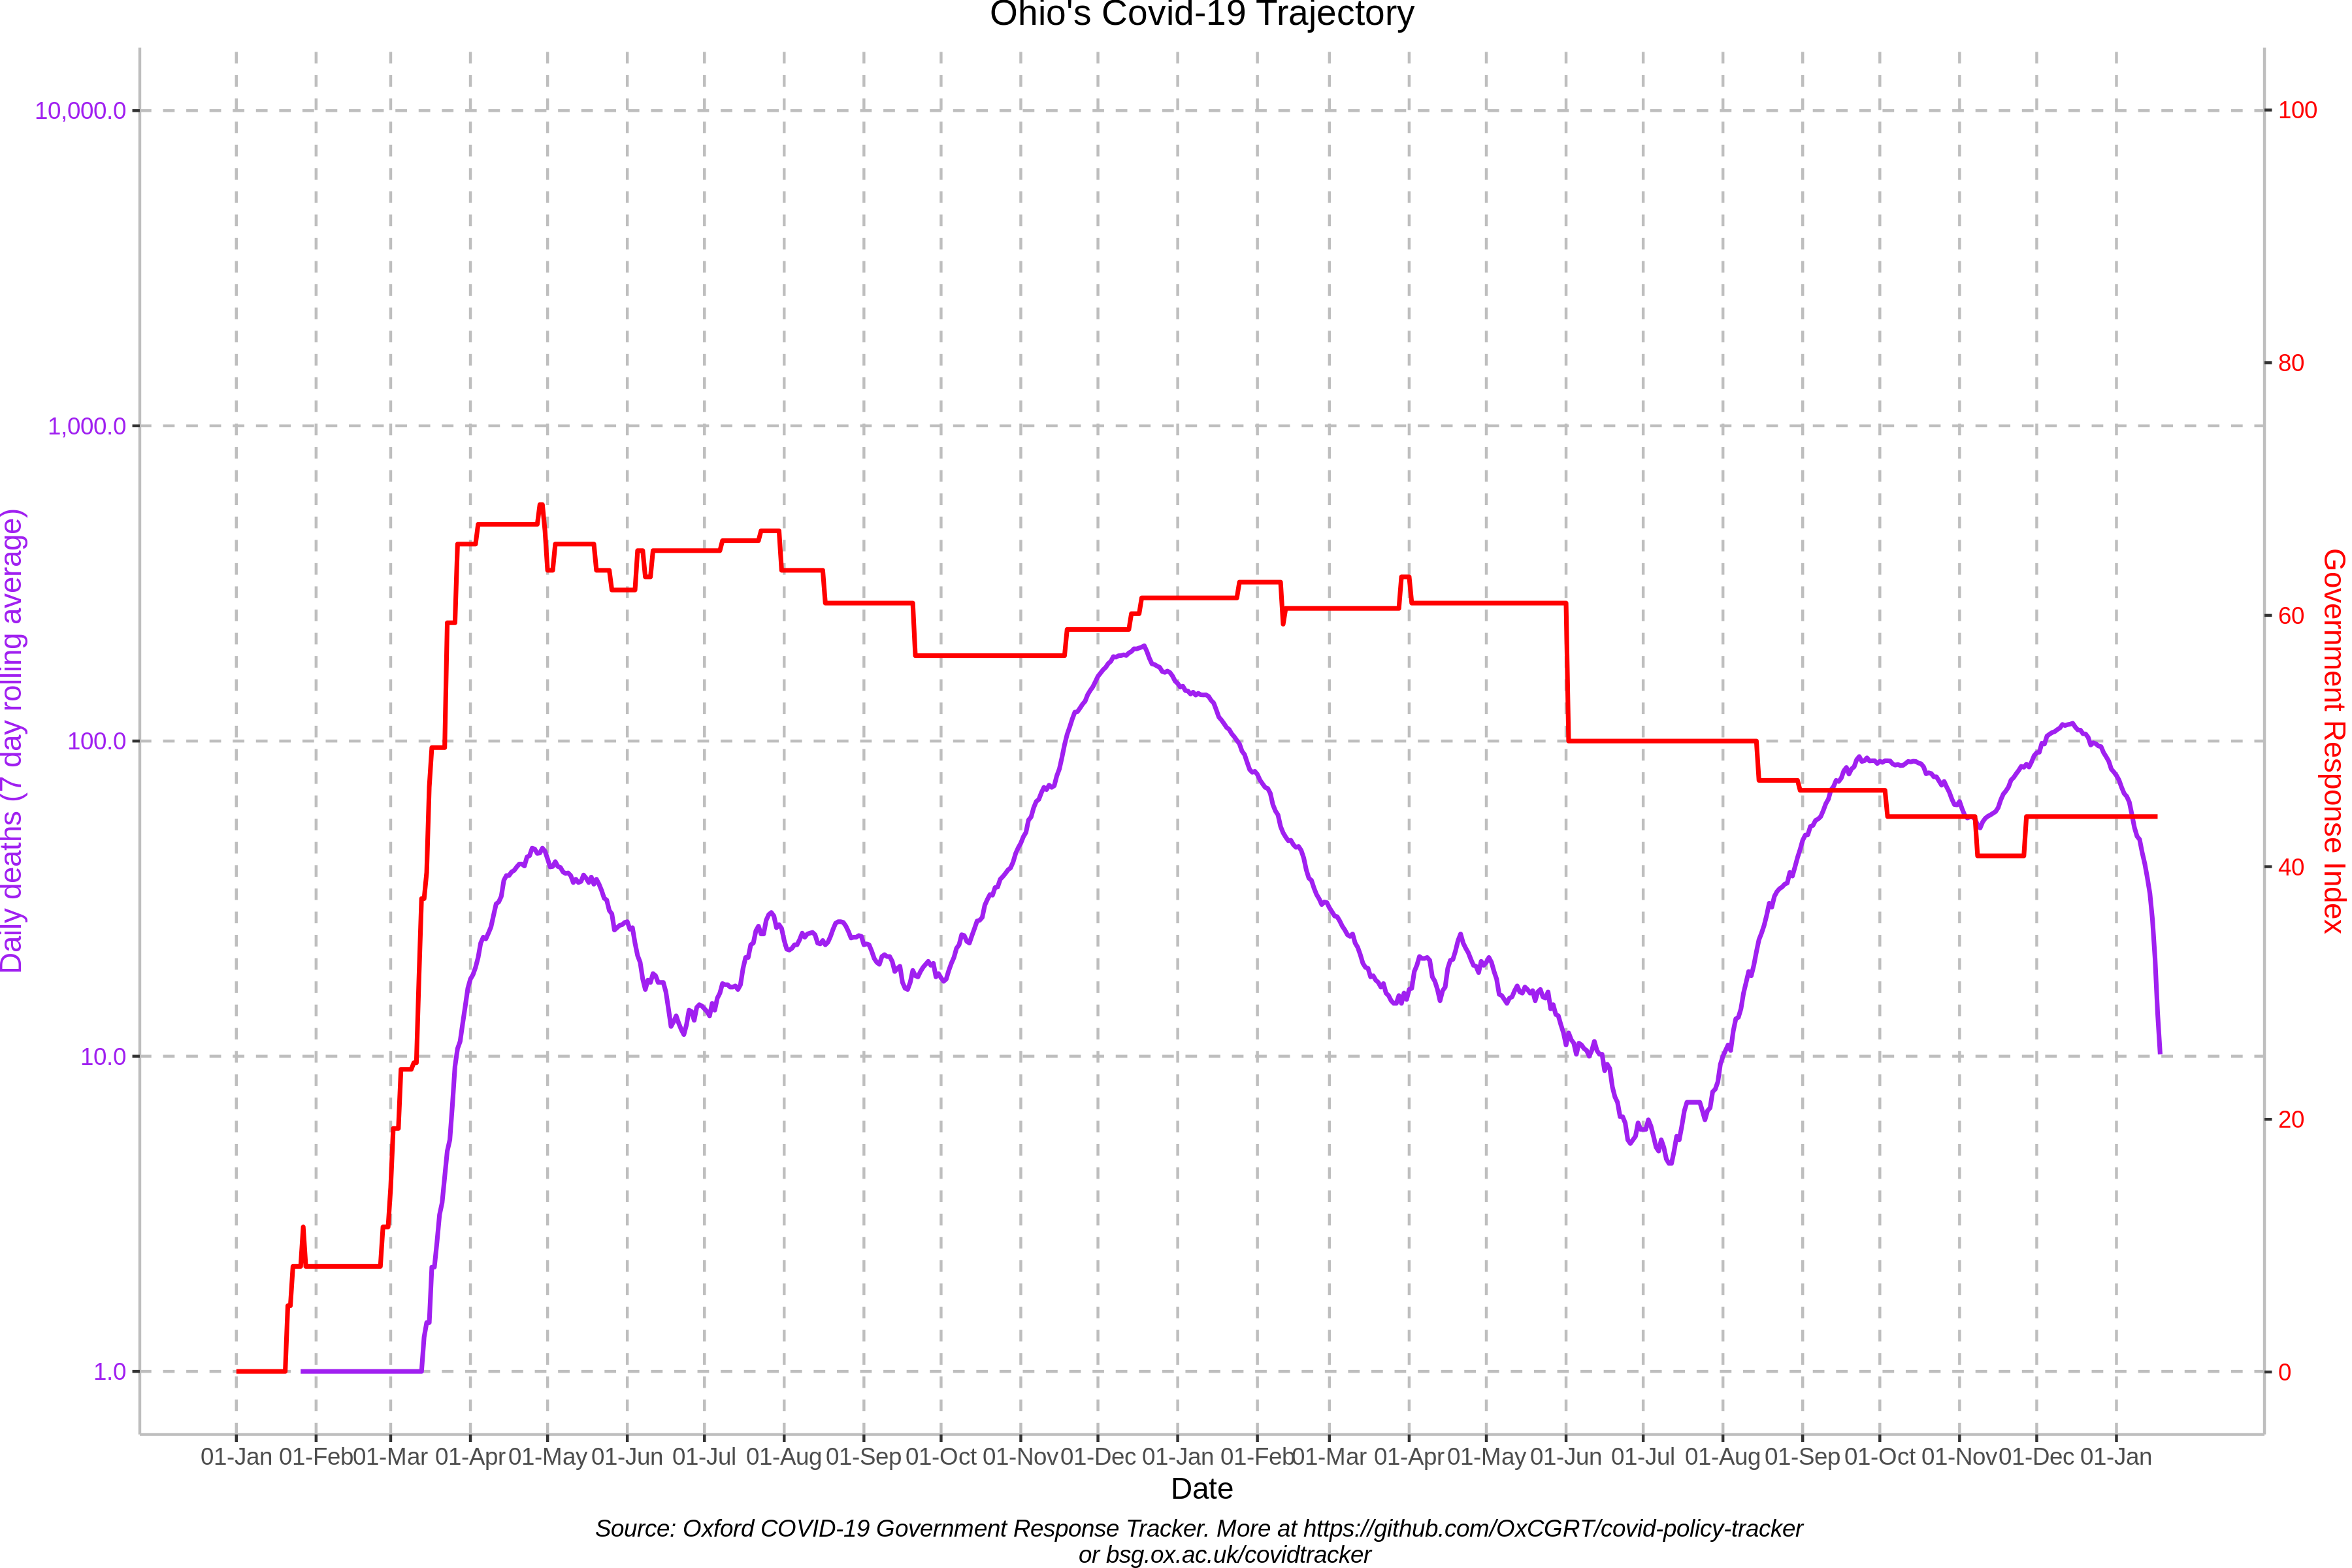 Ohio's Covid-19 Trajectory
10,000.0
1,000.0
100.0
10.0
1.0
Daily deaths (7 day rolling average)
100
80
60
40
20
0
Government Response Index
01-Jan 01-Feb 01-Mar 01-Apr 01-May 01-Jun 01-Jul 01-Aug 01-Sep 01-Oct 01-Nov 01-Dec 01-Jan 01-Feb 01-Mar 01-Apr 01-May 01-Jun 01-Jul 01-Aug 01-Sep 01-Oct 01-Nov 01-Dec 01-Jan
Date
Source: Oxford COVID-19 Government Response Tracker. More at https://github.com/OxCGRT/covid-policy-tracker
or bsg.ox.ac.uk/covidtracker